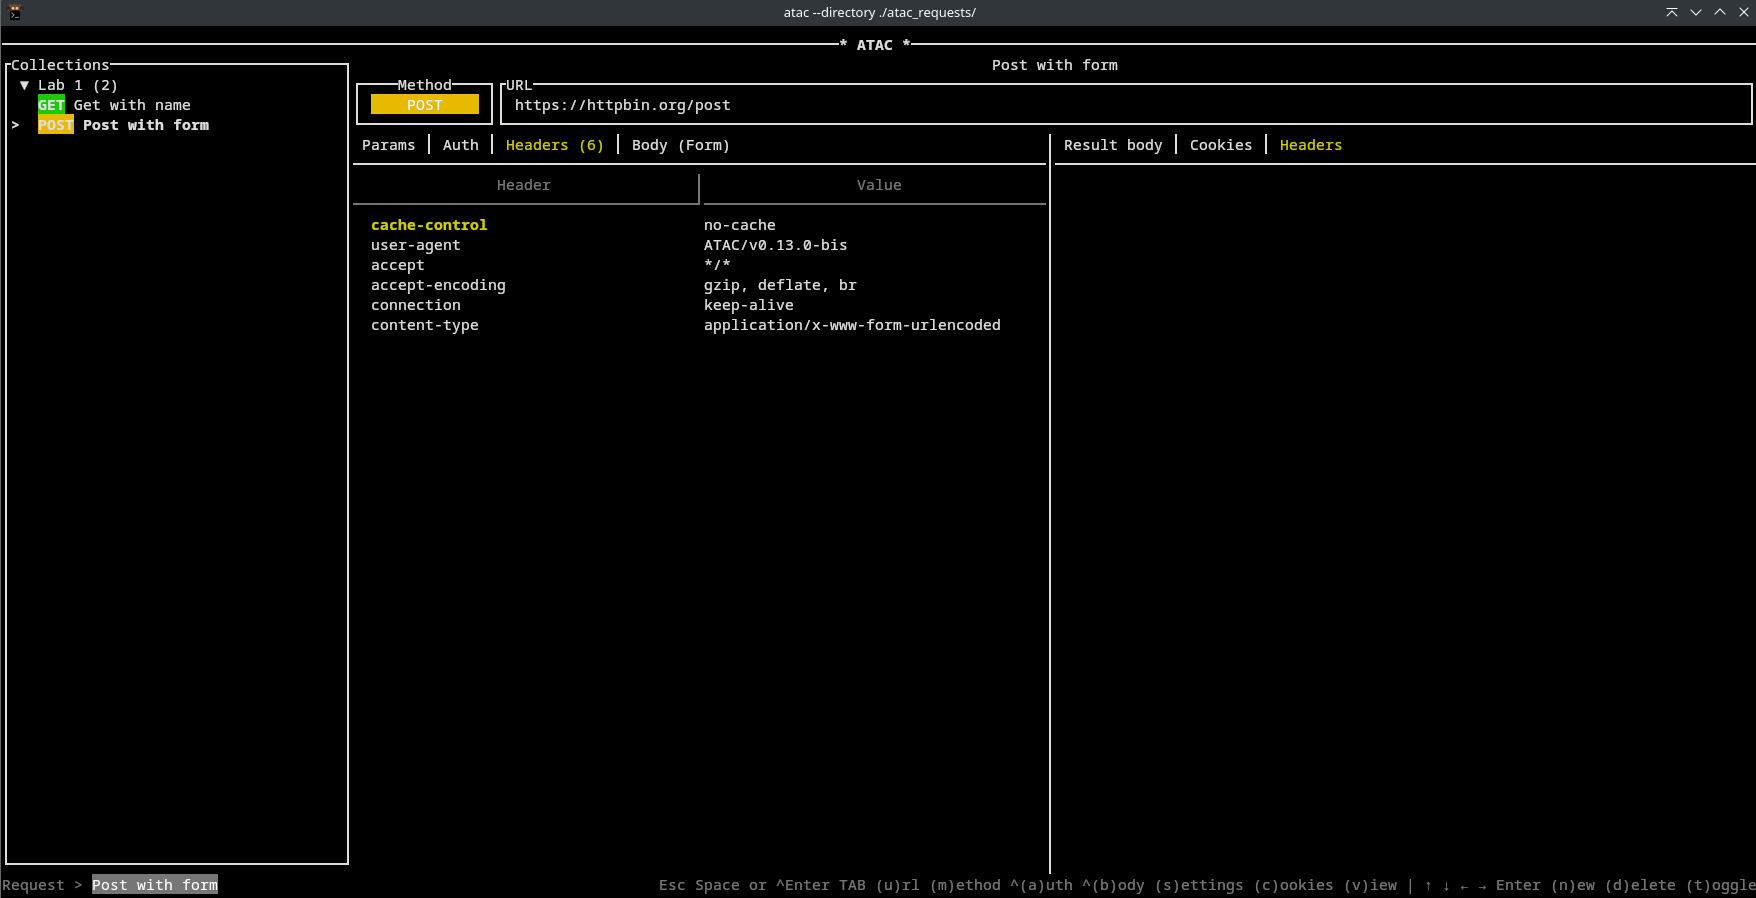 atac --directory ./atac_requests/
* ATAC *
Collections
▼ Lab 1 (2)
GET Get with name
> POST Post with form
Post with form
Method
POST
URL
https://httpbin.org/post
Params Auth Headers (6) Body (Form)
Header Value
cache-control no-cache
user-agent ATAC/v0.13.0-bis
accept */*
accept-encoding gzip, deflate, br
connection keep-alive
content-type application/x-www-form-urlencoded
Result body Cookies Headers
Request > Post with form
Esc Space or ^Enter TAB (u)rl (m)ethod ^(a)uth ^(b)ody (s)ettings (c)ookies (v)iew | ↑ ↓ ← → Enter (n)ew (d)elete (t)oggle